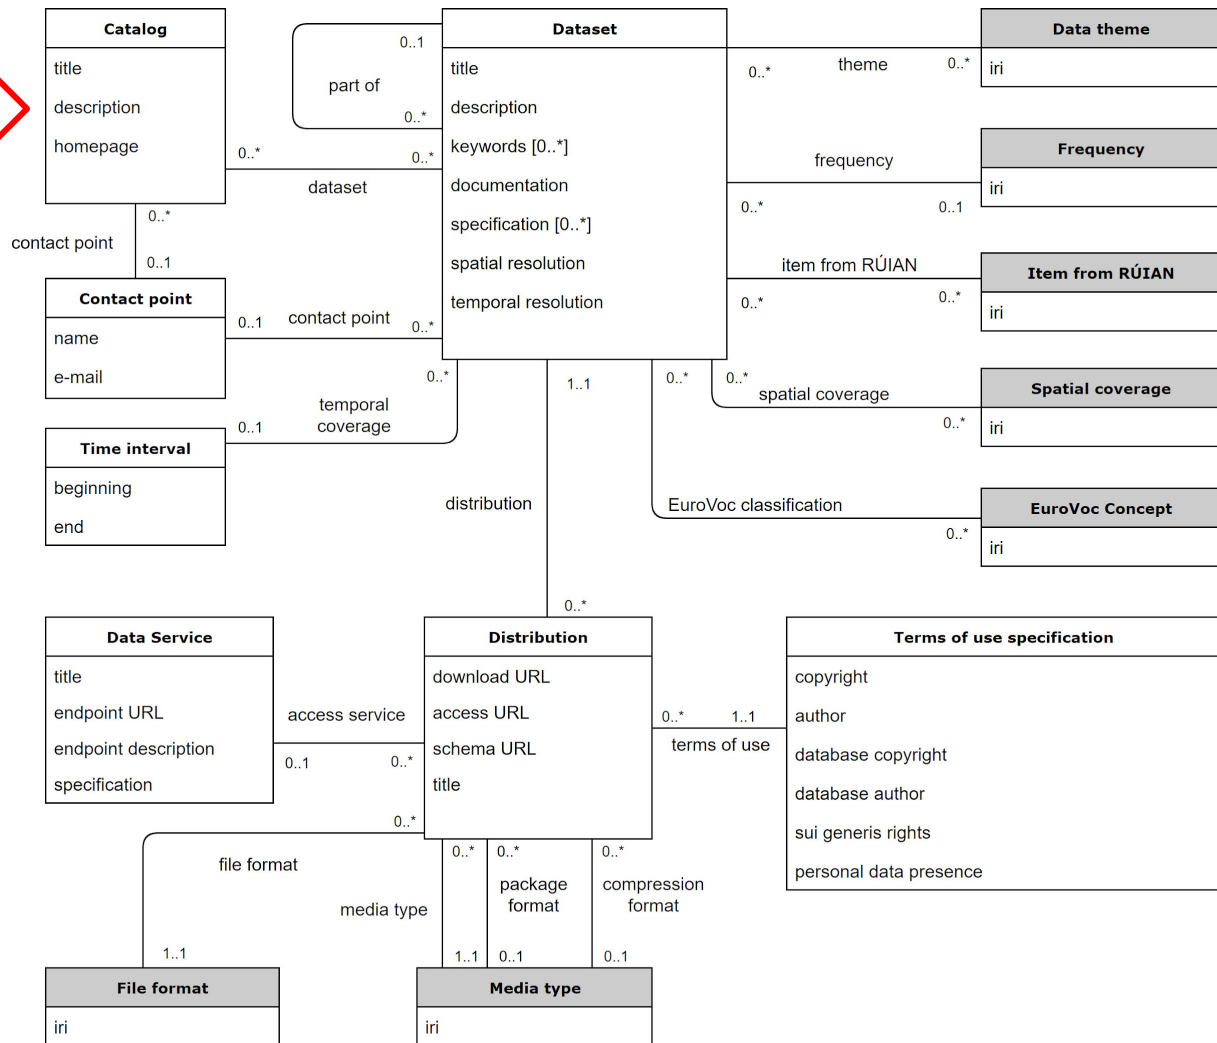 Catalog
title
description
homepage
0..*
0..*
dataset
0..1
part of
0..*
Dataset
title
description
keywords [0..*]
documentation
specification [0..*]
spatial resolution
temporal resolution
0..*
theme
0..*
Data theme
iri
frequency
0..*
0..1
Frequency
iri
item from RÚIAN
0..*
0..*
Item from RÚIAN
iri
0..*
contact point
0..1
Contact point
name
e-mail
0..1
contact point
0..*
0..*
temporal
coverage
0..1
Time interval
beginning
end
1..1
distribution
0..*
0..*
0..*
spatial coverage
0..*
Spatial coverage
iri
EuroVoc classification
0..*
EuroVoc Concept
iri
Data Service
title
endpoint URL
endpoint description
specification
access service
0..1
0..*
Distribution
download URL
access URL
schema URL
title
0..*
1..1
terms of use
Terms of use specification
copyright
author
database copyright
database author
sui generis rights
personal data presence
0..*
file format
1..1
0..*
media type
1..1
0..*
package
format
0..1
0..*
compression
format
0..1
File format
iri
Media type
iri